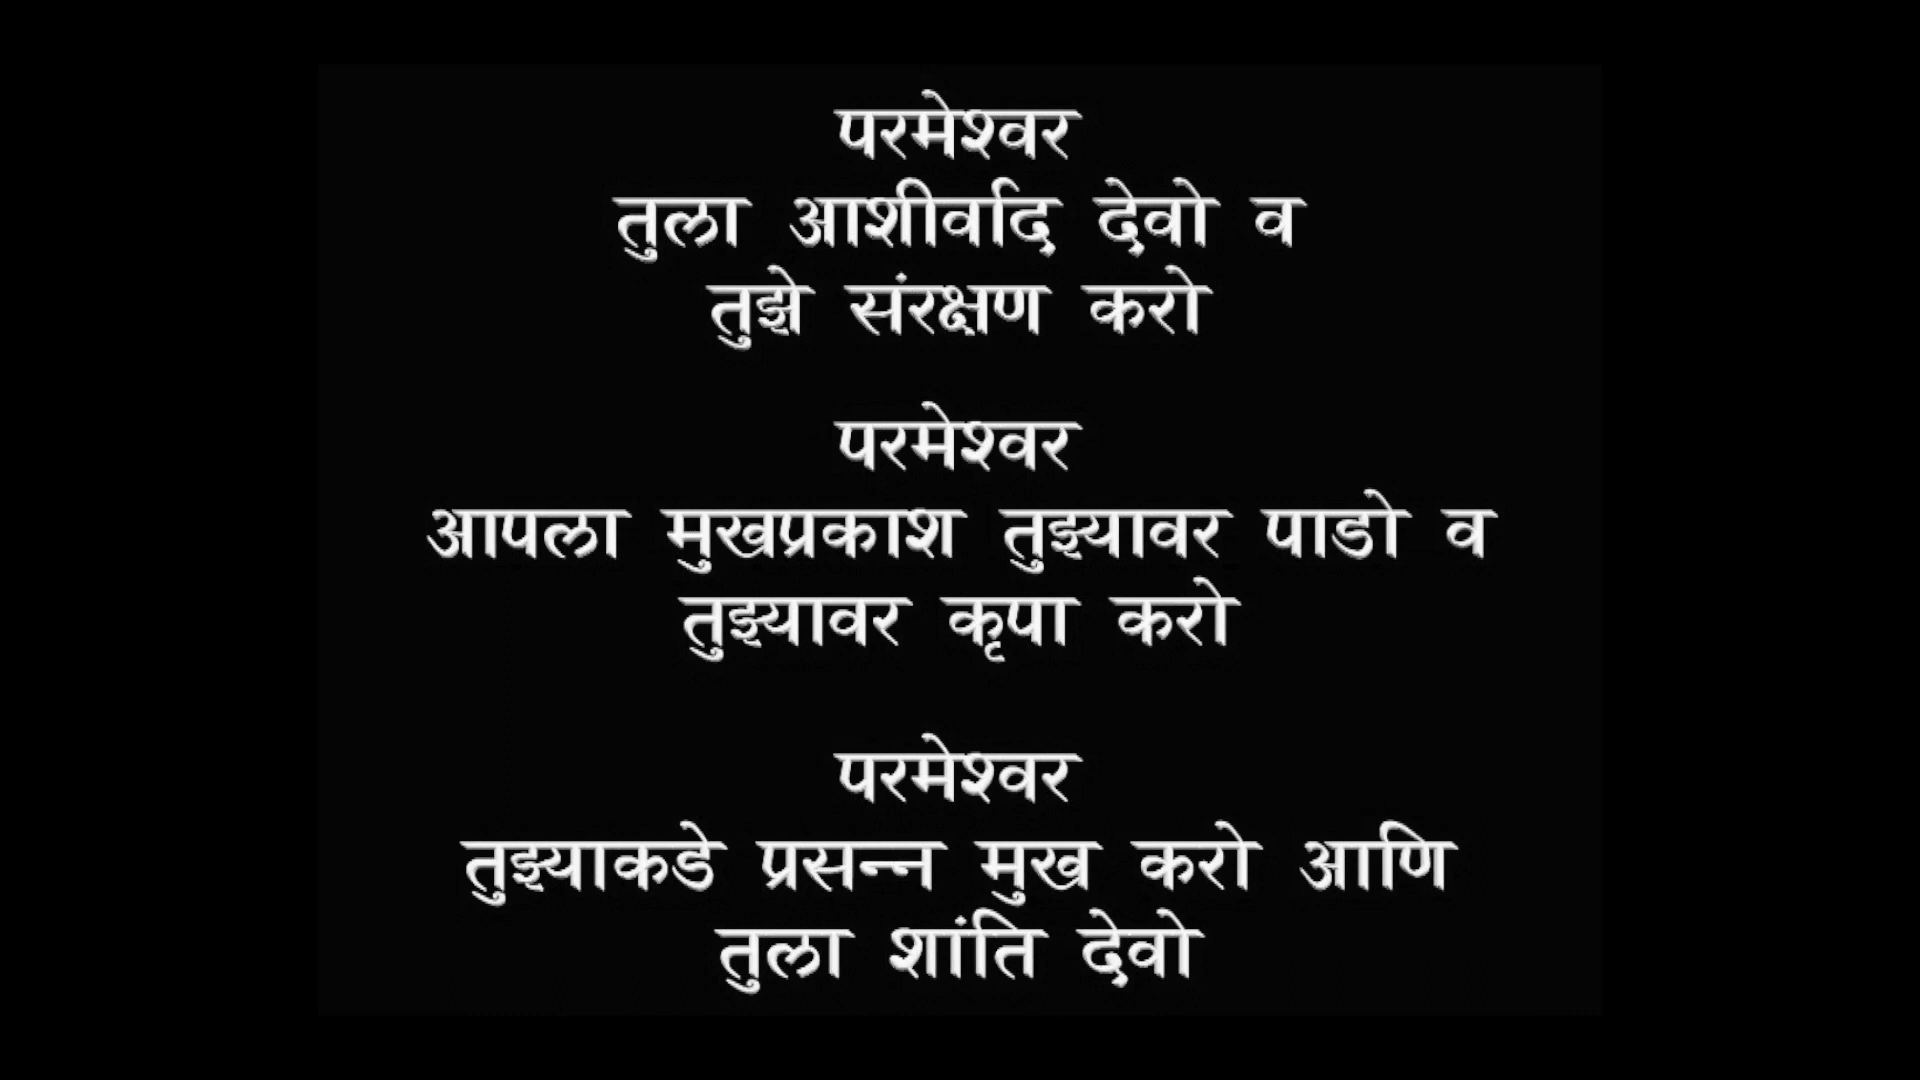 परमेश्वर
तुला आशीर्वाद देवो व
तुझे संरक्षण करो
परमेश्वर
आपला मुखप्रकाश तुझ्यावर पाडो व
तुझ्यावर कृपा करो
परमेश्वर
तुझ्याकडे प्रसन्न मुख करो आणि
तुला शांति देवो